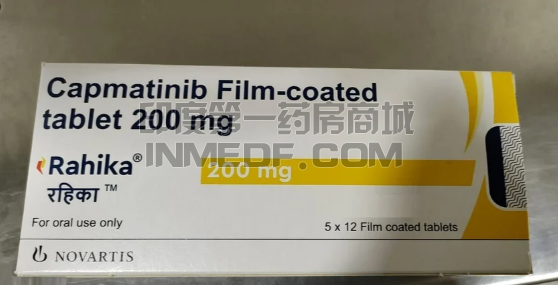 Capmatinib Film-coated
tablet 200 mg
印度第一药房商城
INMEDF.COM
Rahika®
200 mg
रहिका ™
For oral use only
5 x 12 Film coated tablets
NOVARTIS